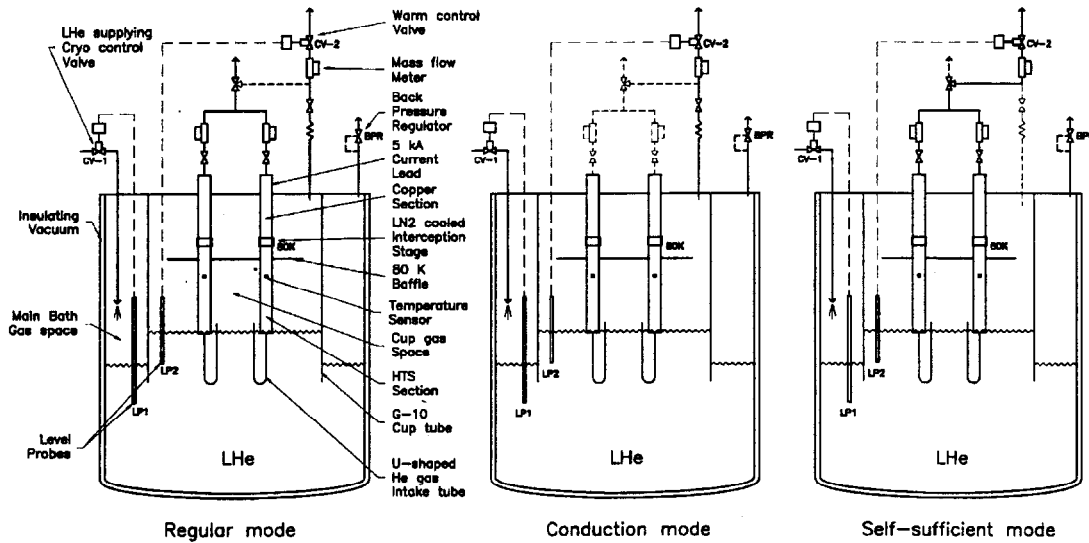 LHe supplying
Cryo control
Valve
CV-1
Insulating
Vacuum
Main Bath
Gas space
Level
Probes
LP1
LP2
LHe
Warm control
Valve
CV-2
Mass flow
Meter
Back
Pressure
Regulator
BPR
5 kA
Current
Lead
Copper
Section
LN2 cooled
Interception
Stage
80K
80 K
Baffle
Temperature
Sensor
Cup gas
Space
HTS
Section
G-10
Cup tube
U-shaped
He gas
Intake tube
Regular mode
CV-2
BPR
CV-1
80K
LP2
LP1
LHe
Conduction mode
CV-2
BP
CV-1
80K
LP2
LP1
LHe
Self-sufficient mode